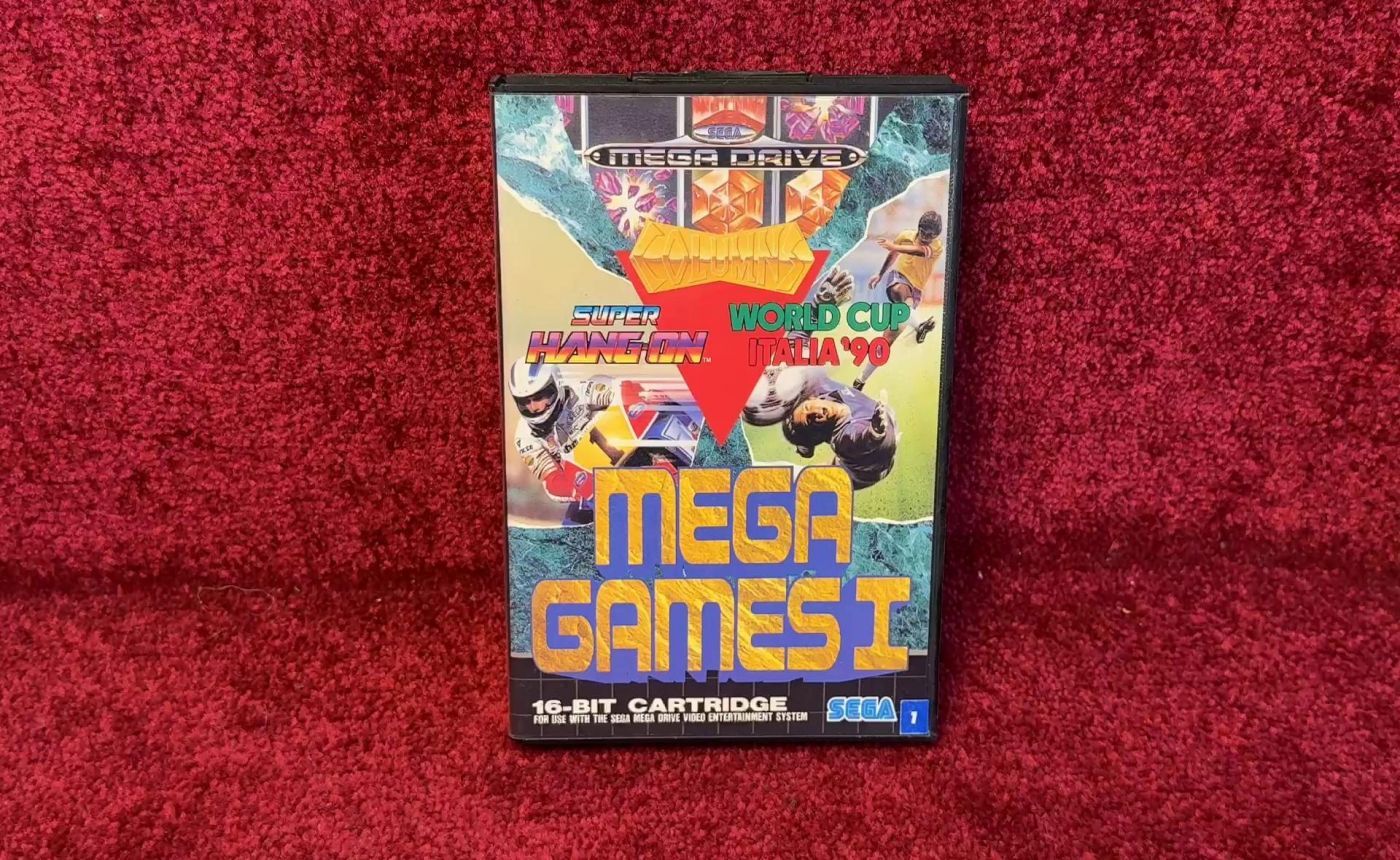 SEGA
MEGA DRIVE
COLUMNS
SUPER
HANG-ON™
WORLD CUP
ITALIA '90
MEGA
GAMES I
16-BIT CARTRIDGE
FOR USE WITH THE SEGA MEGA DRIVE VIDEO ENTERTAINMENT SYSTEM
SEGA
1